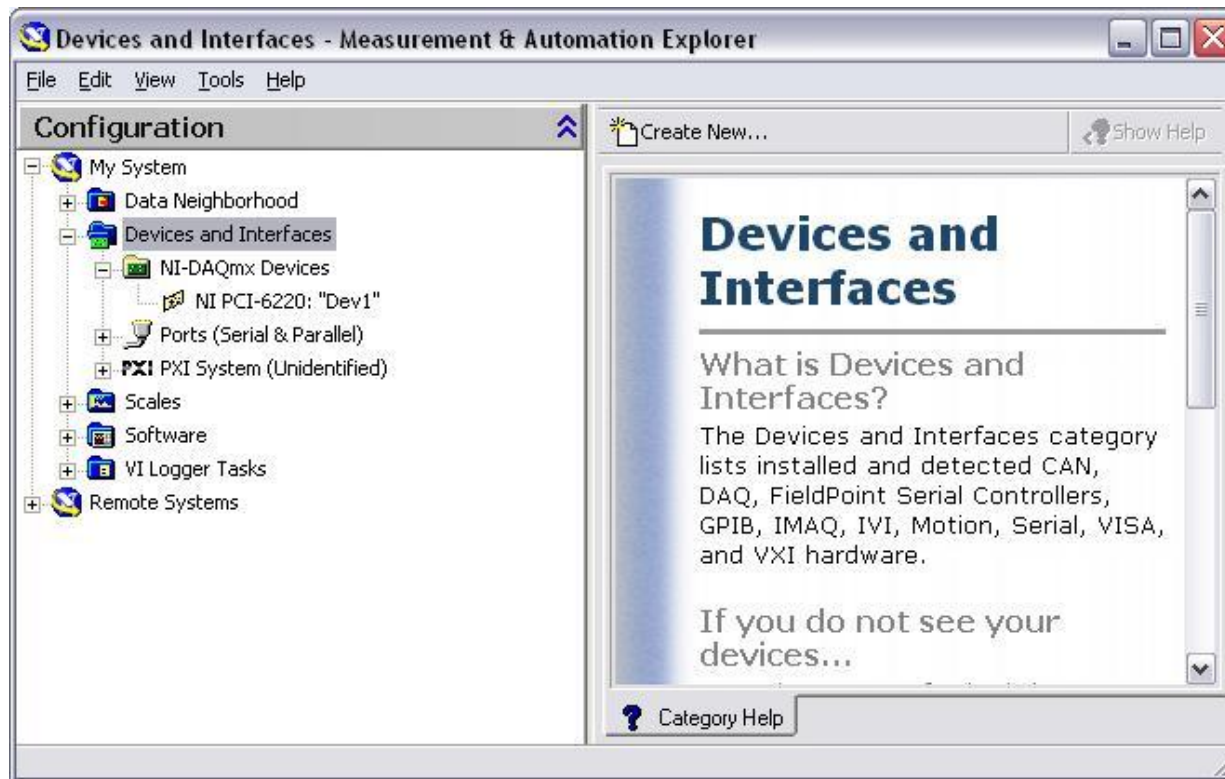 Devices and Interfaces - Measurement & Automation Explorer
File Edit View Tools Help
Configuration
Create New...
Show Help
My System
Data Neighborhood
Devices and Interfaces
NI-DAQmx Devices
NI PCI-6220: "Dev1"
Ports (Serial & Parallel)
PXI PXI System (Unidentified)
Scales
Software
VI Logger Tasks
Remote Systems
Devices and
Interfaces
What is Devices and
Interfaces?
The Devices and Interfaces category
lists installed and detected CAN,
DAQ, FieldPoint Serial Controllers,
GPIB, IMAQ, IVI, Motion, Serial, VISA,
and VXI hardware.
If you do not see your
devices...
Category Help